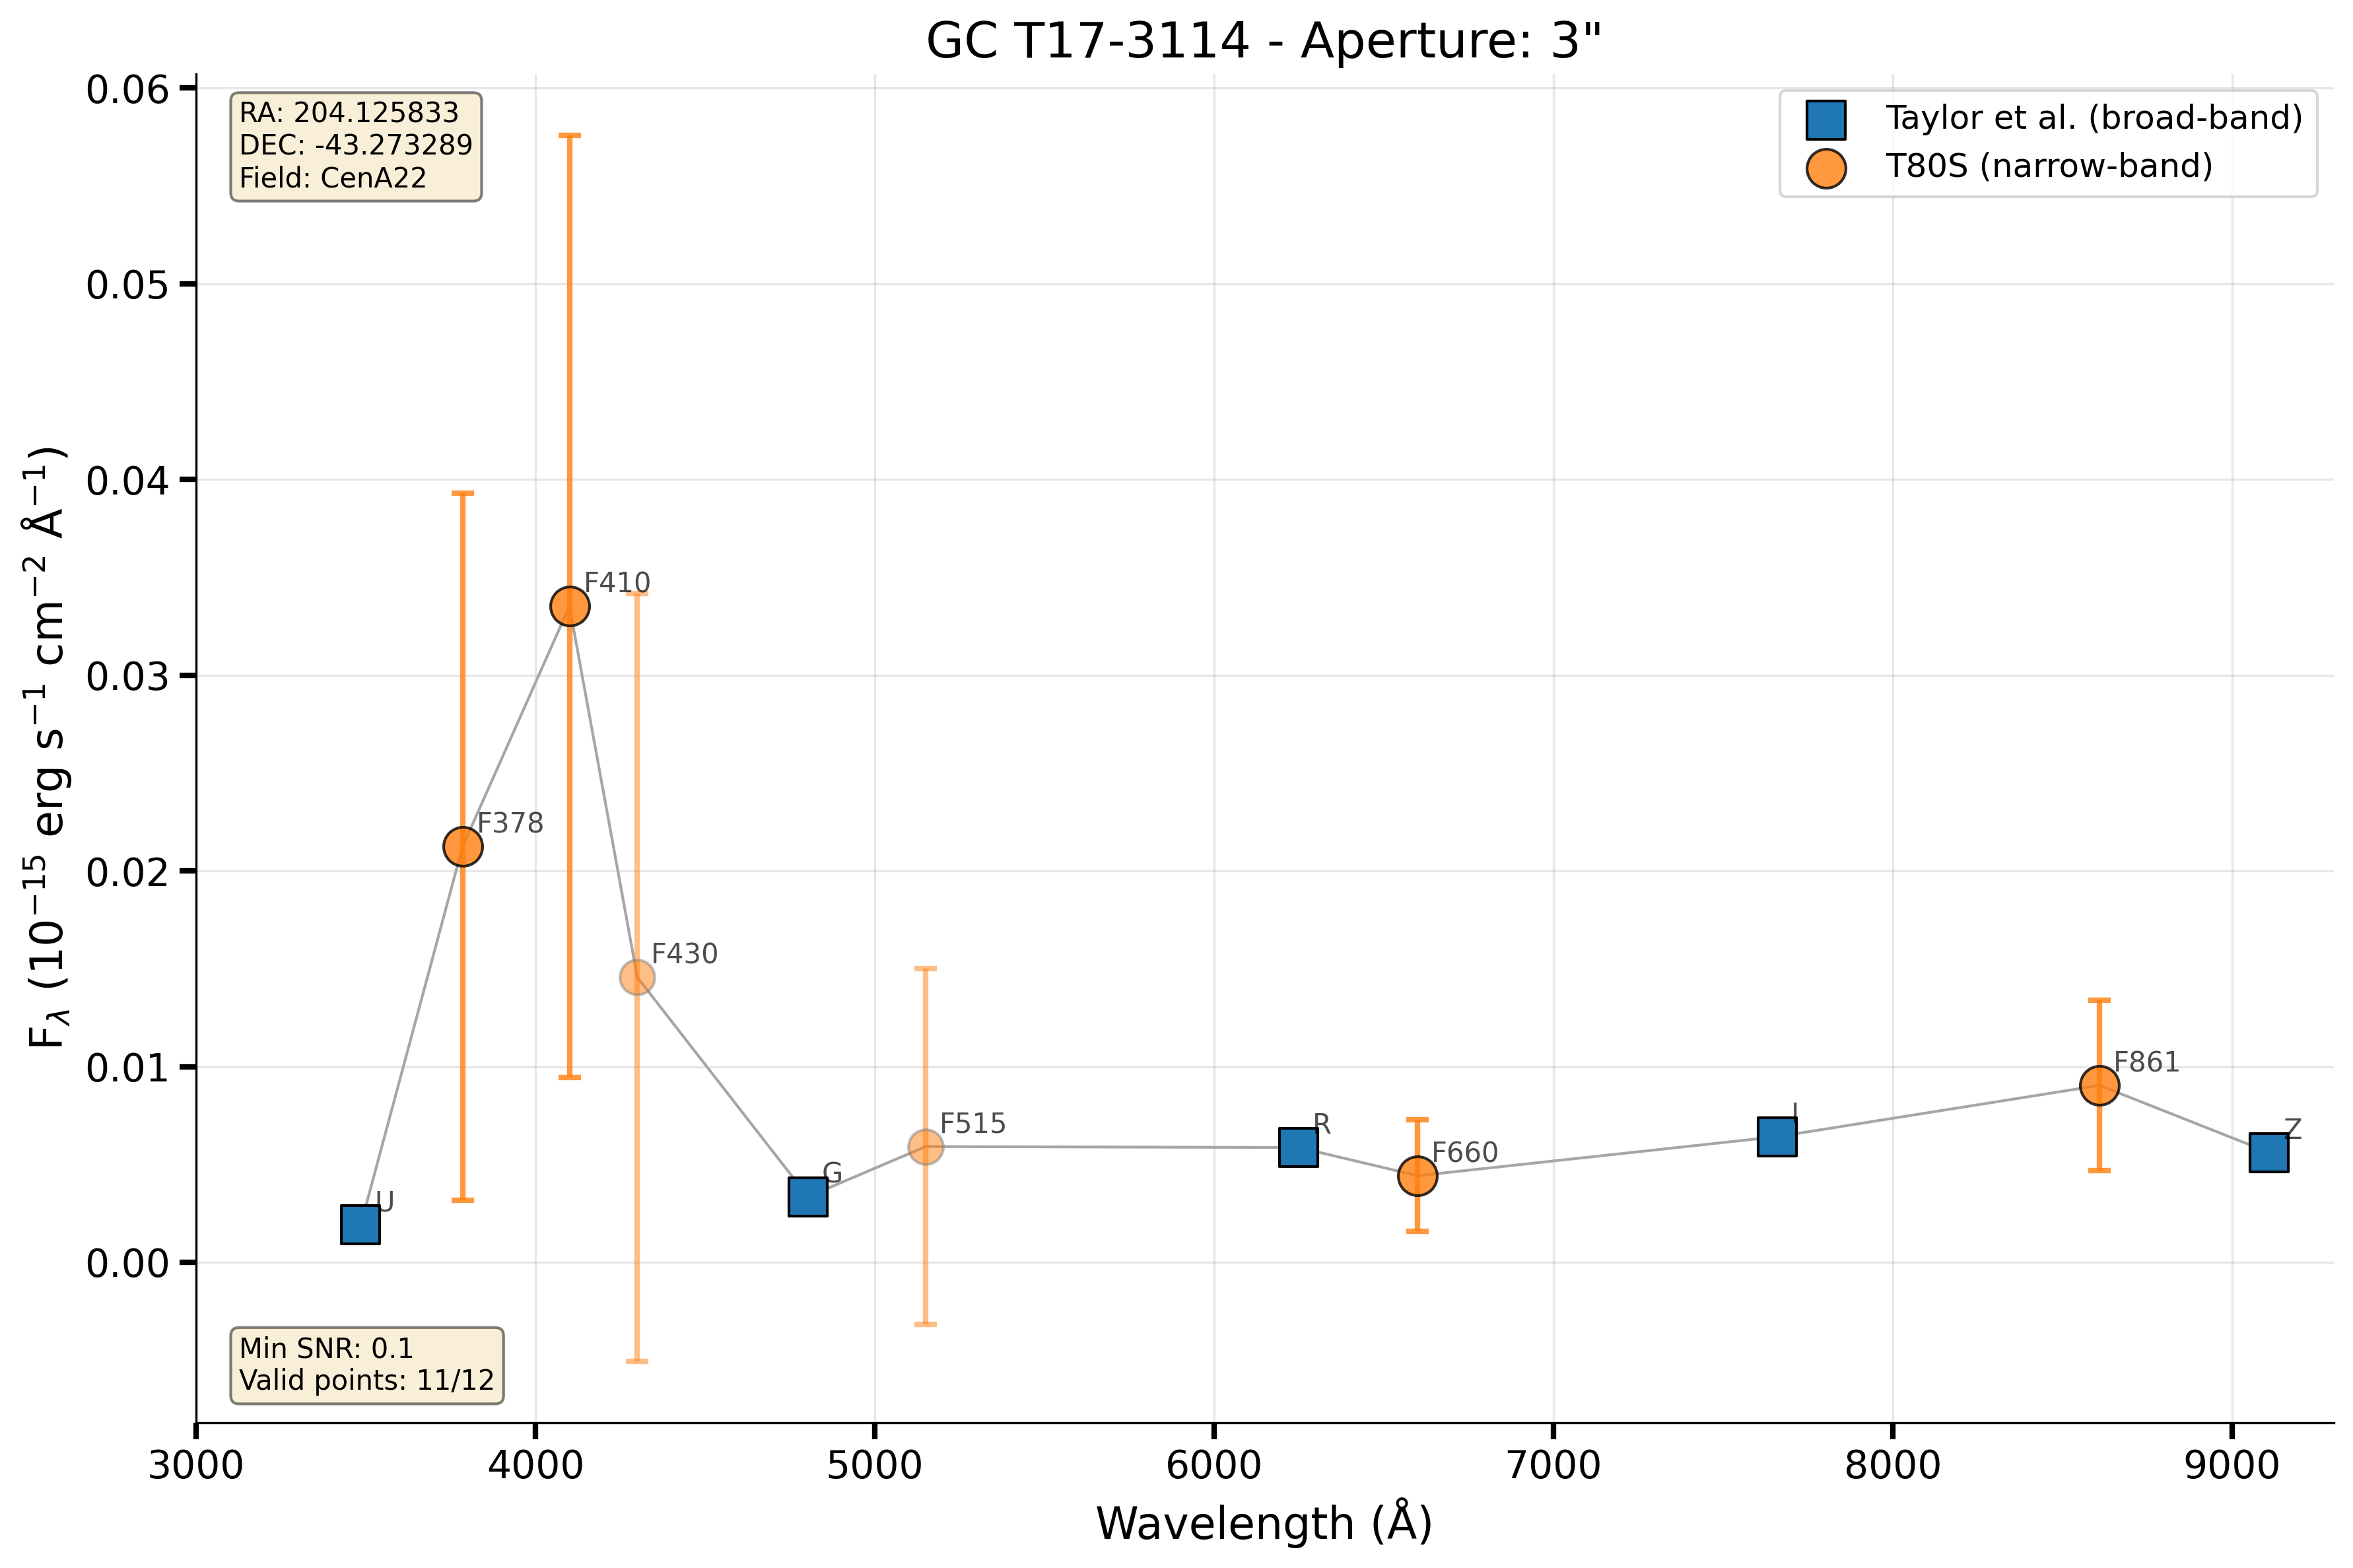 GC T17-3114 - Aperture: 3"
RA: 204.125833
DEC: -43.273289
Field: CenA22
Taylor et al. (broad-band)
T80S (narrow-band)
F_λ (10⁻¹⁵ erg s⁻¹ cm⁻² Å⁻¹)
0.06
0.05
0.04
0.03
0.02
0.01
0.00
U
F378
F410
F430
G
F515
R
F660
I
F861
Z
Min SNR: 0.1
Valid points: 11/12
3000 4000 5000 6000 7000 8000 9000
Wavelength (Å)